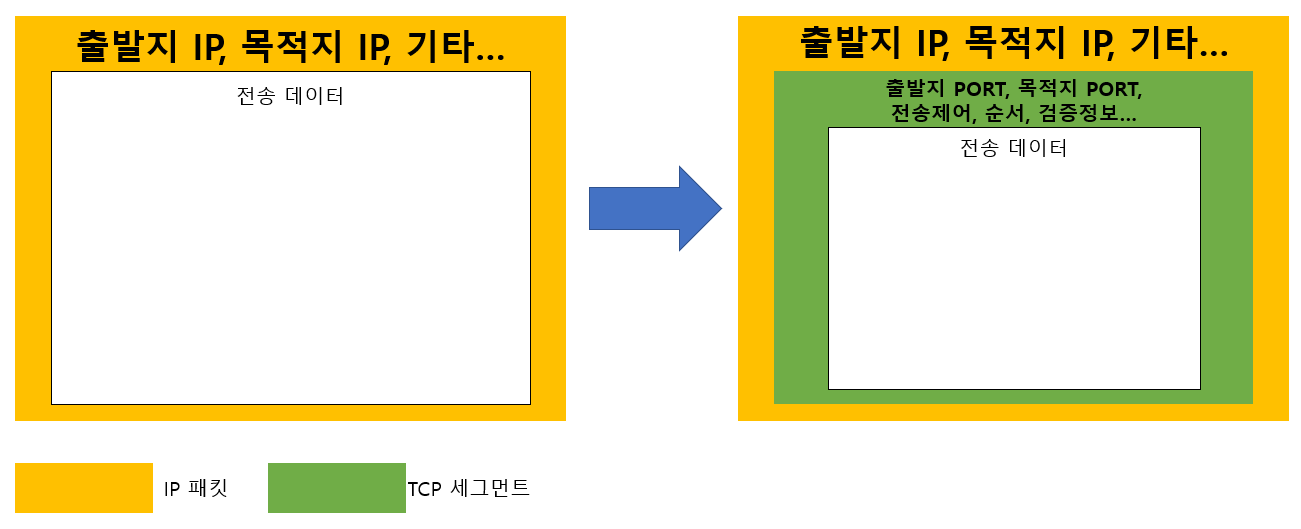 출발지 IP, 목적지 IP, 기타...
전송 데이터
출발지 IP, 목적지 IP, 기타...
출발지 PORT, 목적지 PORT,
전송제어, 순서, 검증정보...
전송 데이터
IP 패킷
TCP 세그먼트